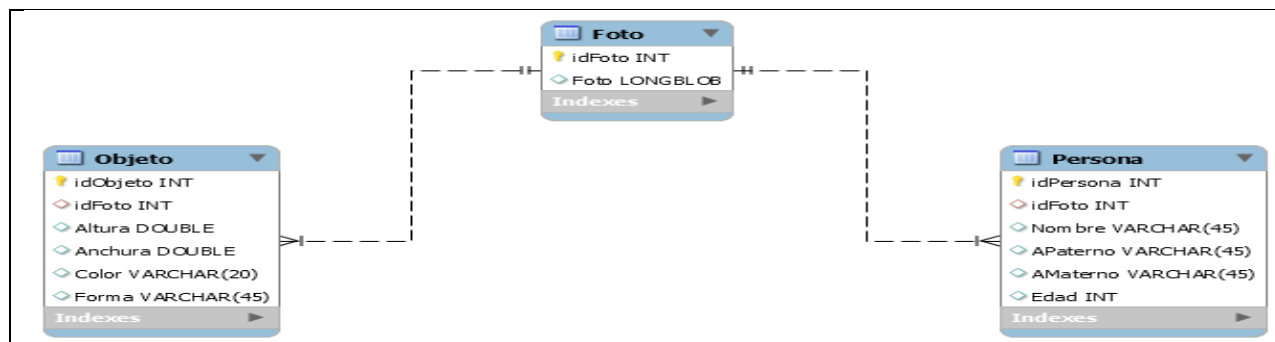 Foto
idFoto INT
Foto LONGBLOB
Indexes
Objeto
idObjeto INT
idFoto INT
Altura DOUBLE
Anchura DOUBLE
Color VARCHAR(20)
Forma VARCHAR(45)
Indexes
Persona
idPersona INT
idFoto INT
Nombre VARCHAR(45)
APaterno VARCHAR(45)
AMaterno VARCHAR(45)
Edad INT
Indexes